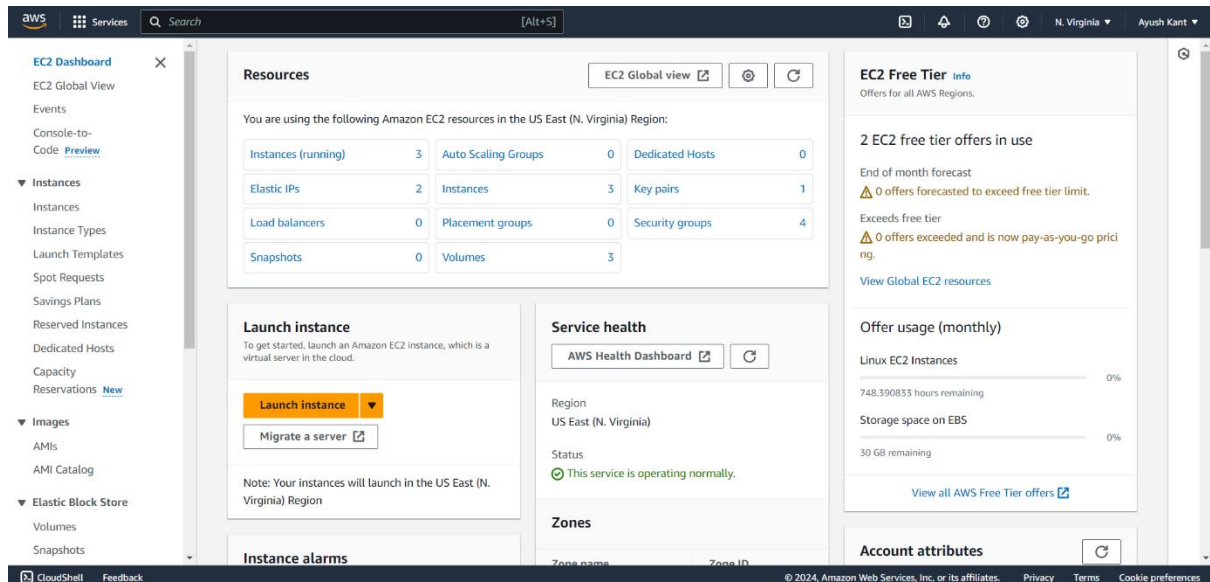 aws
Services
Search
[Alt+S]
N. Virginia ▼
Ayush Kant ▼
EC2 Dashboard
EC2 Global View
Events
Console-to-
Code Preview
▼ Instances
Instances
Instance Types
Launch Templates
Spot Requests
Savings Plans
Reserved Instances
Dedicated Hosts
Capacity
Reservations New
▼ Images
AMIs
AMI Catalog
▼ Elastic Block Store
Volumes
Snapshots
Resources
EC2 Global view
You are using the following Amazon EC2 resources in the US East (N. Virginia) Region:
Instances (running) 3 Auto Scaling Groups 0 Dedicated Hosts 0
Elastic IPs 2 Instances 3 Key pairs 1
Load balancers 0 Placement groups 0 Security groups 4
Snapshots 0 Volumes 3
Launch instance
To get started, launch an Amazon EC2 instance, which is a
virtual server in the cloud.
Launch instance ▼
Migrate a server
Note: Your instances will launch in the US East (N.
Virginia) Region
Instance alarms
Service health
AWS Health Dashboard
Region
US East (N. Virginia)
Status
This service is operating normally.
Zones
Zone name Zone ID
EC2 Free Tier Info
Offers for all AWS Regions.
2 EC2 free tier offers in use
End of month forecast
0 offers forecasted to exceed free tier limit.
Exceeds free tier
0 offers exceeded and is now pay-as-you-go prici
ng.
View Global EC2 resources
Offer usage (monthly)
Linux EC2 Instances
0%
748.390833 hours remaining
Storage space on EBS
0%
30 GB remaining
View all AWS Free Tier offers
Account attributes
CloudShell Feedback
© 2024, Amazon Web Services, Inc. or its affiliates. Privacy Terms Cookie preferences